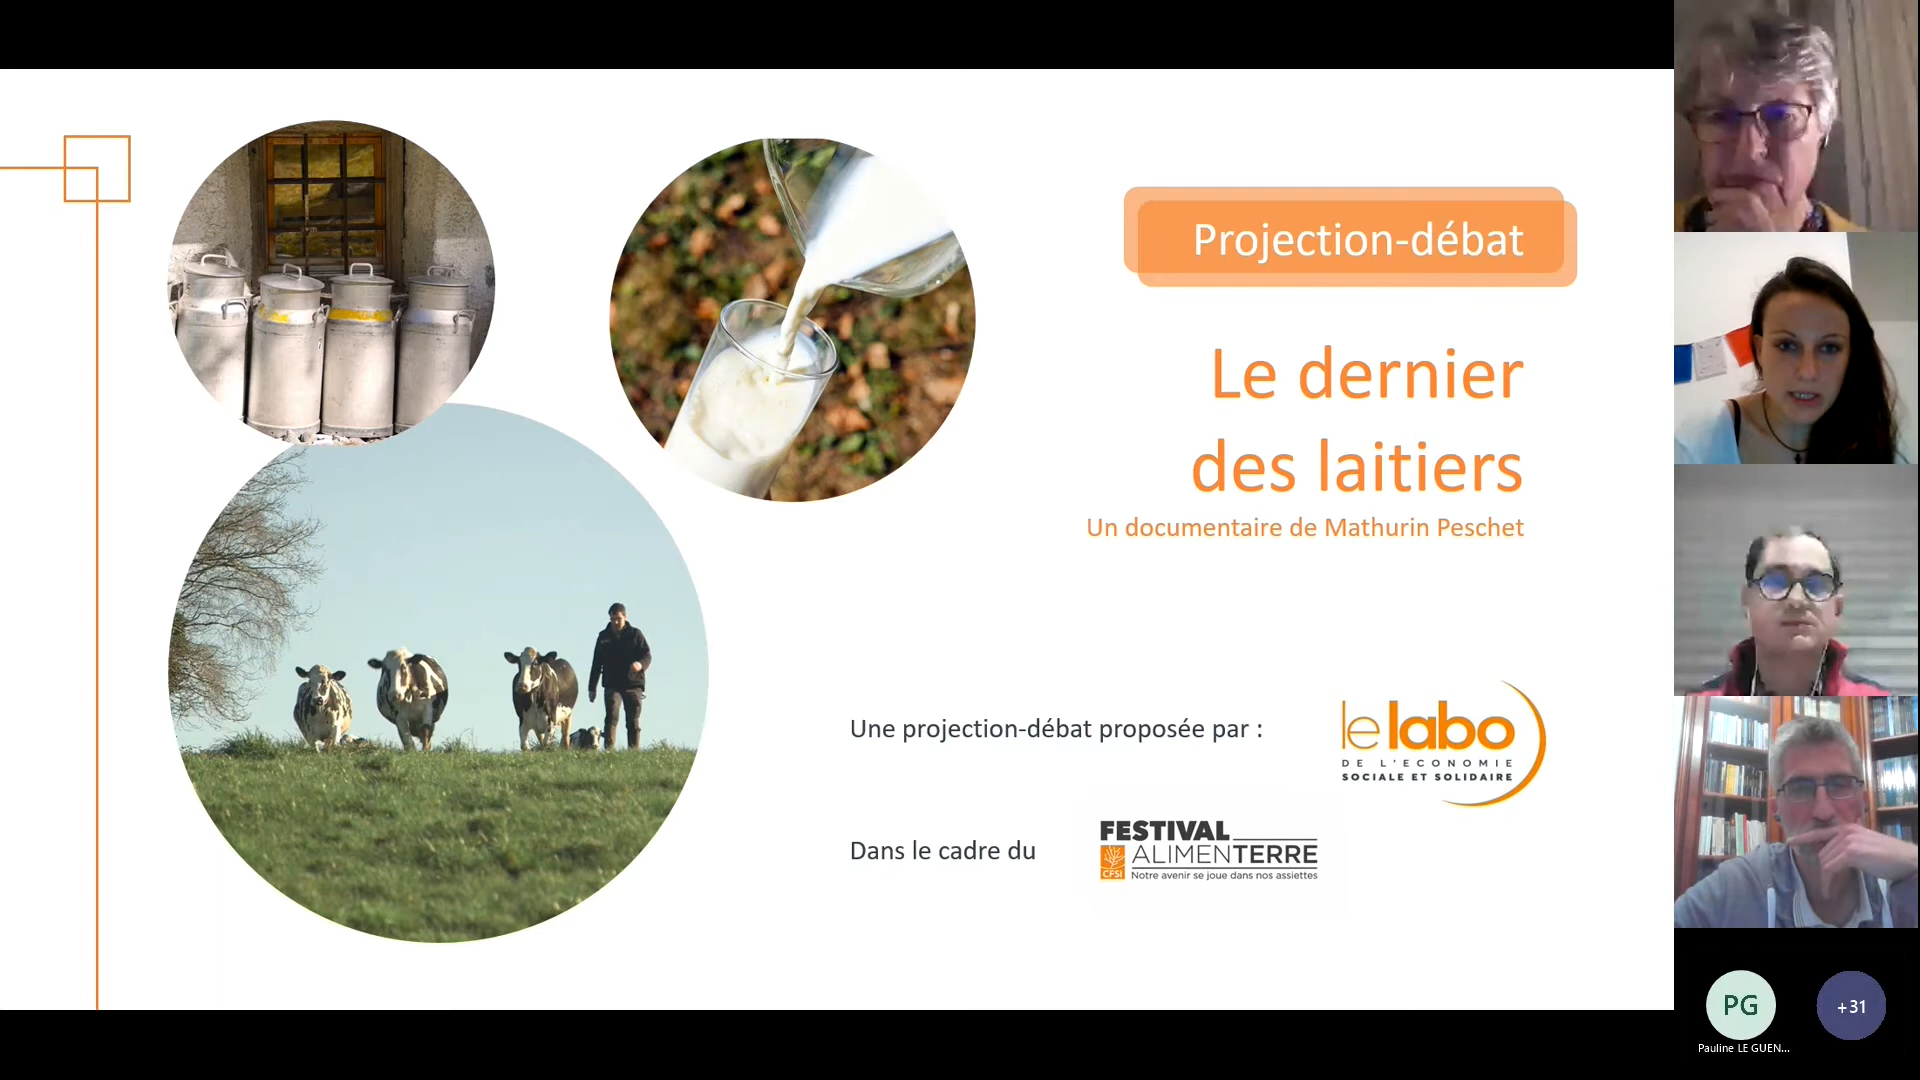 Projection-débat
Le dernier
des laitiers
Un documentaire de Mathurin Peschet
Une projection-débat proposée par :
le labo
DE L'ECONOMIE
SOCIALE ET SOLIDAIRE
Dans le cadre du
FESTIVAL
ALIMENTERRE
CFSI
Notre avenir se joue dans nos assiettes
PG
+31
Pauline LE GUEN...